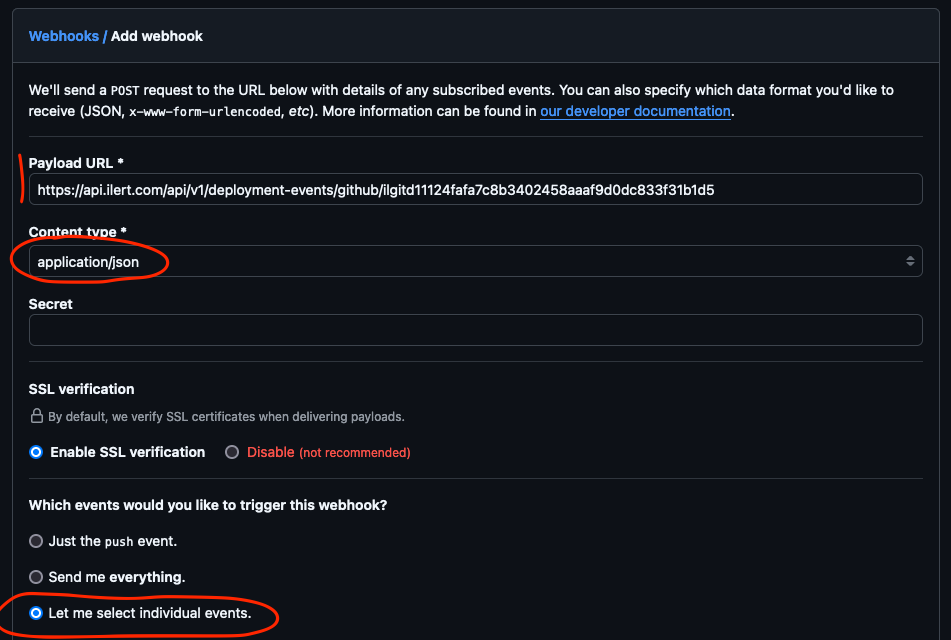 Webhooks / Add webhook
We'll send a POST request to the URL below with details of any subscribed events. You can also specify which data format you'd like to
receive (JSON, x-www-form-urlencoded, etc). More information can be found in our developer documentation.
Payload URL *
https://api.ilert.com/api/v1/deployment-events/github/ilgitd11124fafa7c8b3402458aaaf9d0dc833f31b1d5
Content type *
application/json
Secret
SSL verification
By default, we verify SSL certificates when delivering payloads.
Enable SSL verification Disable (not recommended)
Which events would you like to trigger this webhook?
Just the push event.
Send me everything.
Let me select individual events.